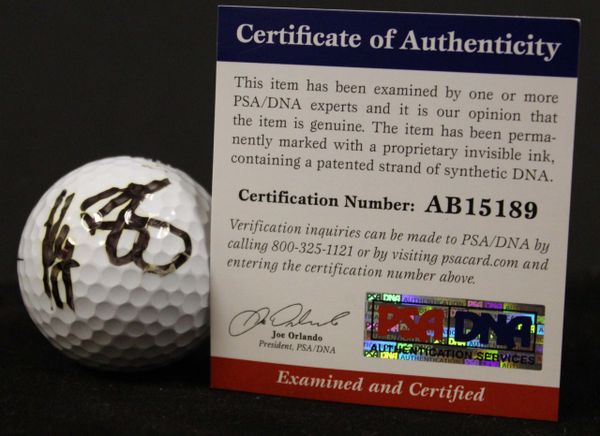 Certificate of Authenticity
This item has been examined by one or more
PSA/DNA experts and it is our opinion that
the item is genuine. The item has been perma-
nently marked with a proprietary invisible ink,
containing a patented strand of synthetic DNA.
Certification Number: AB15189
Verification inquiries can be made to PSA/DNA by
calling 800-325-1121 or by visiting psacard.com and
entering the certification number above.
Joe Orlando
President, PSA/DNA
PSA DNA
AUTHENTICATION SERVICES
Examined and Certified